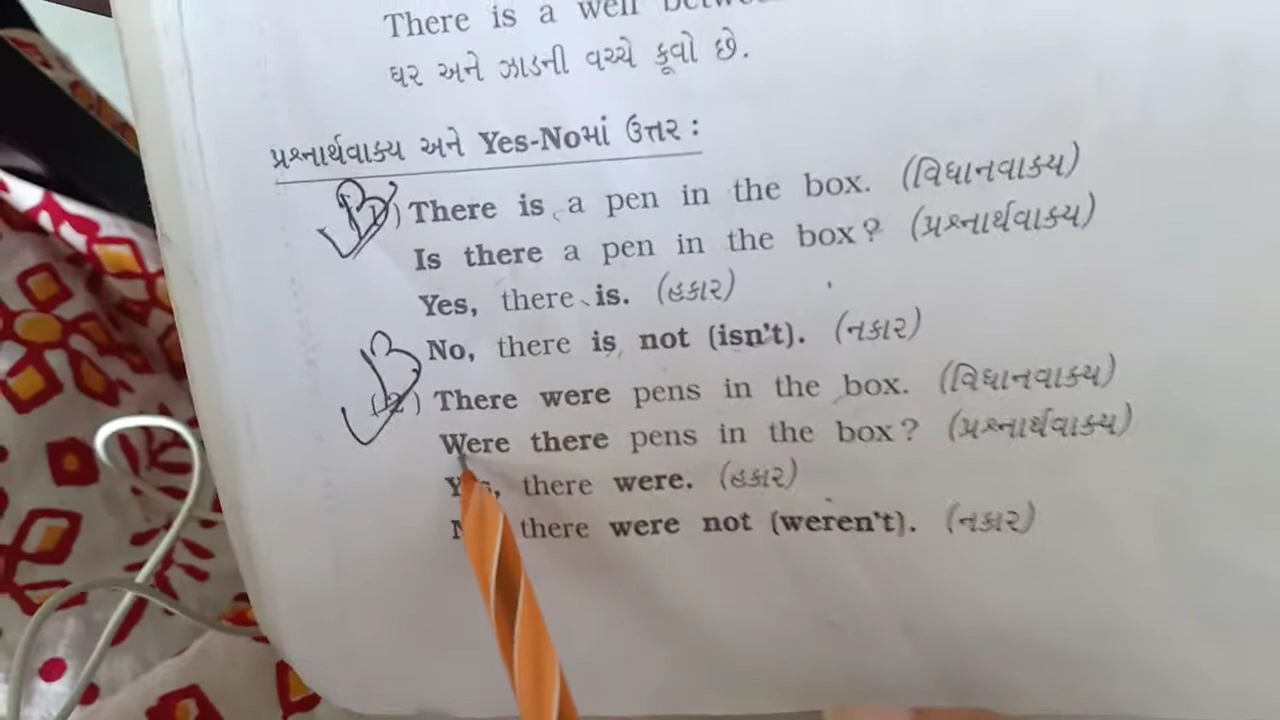 There is a well
ઘર અને ઝાડની વચ્ચે કૂવો છે.
પ્રશ્નાર્થવાક્ય અને Yes-Noમાં ઉત્તર :
(1) There is a pen in the box. (વિધાનવાક્ય)
Is there a pen in the box? (પ્રશ્નાર્થવાક્ય)
Yes, there is. (હકાર)
No, there is not (isn't). (નકાર)
(2) There were pens in the box. (વિધાનવાક્ય)
Were there pens in the box? (પ્રશ્નાર્થવાક્ય)
Yes, there were. (હકાર)
there were not (weren't). (નકાર)